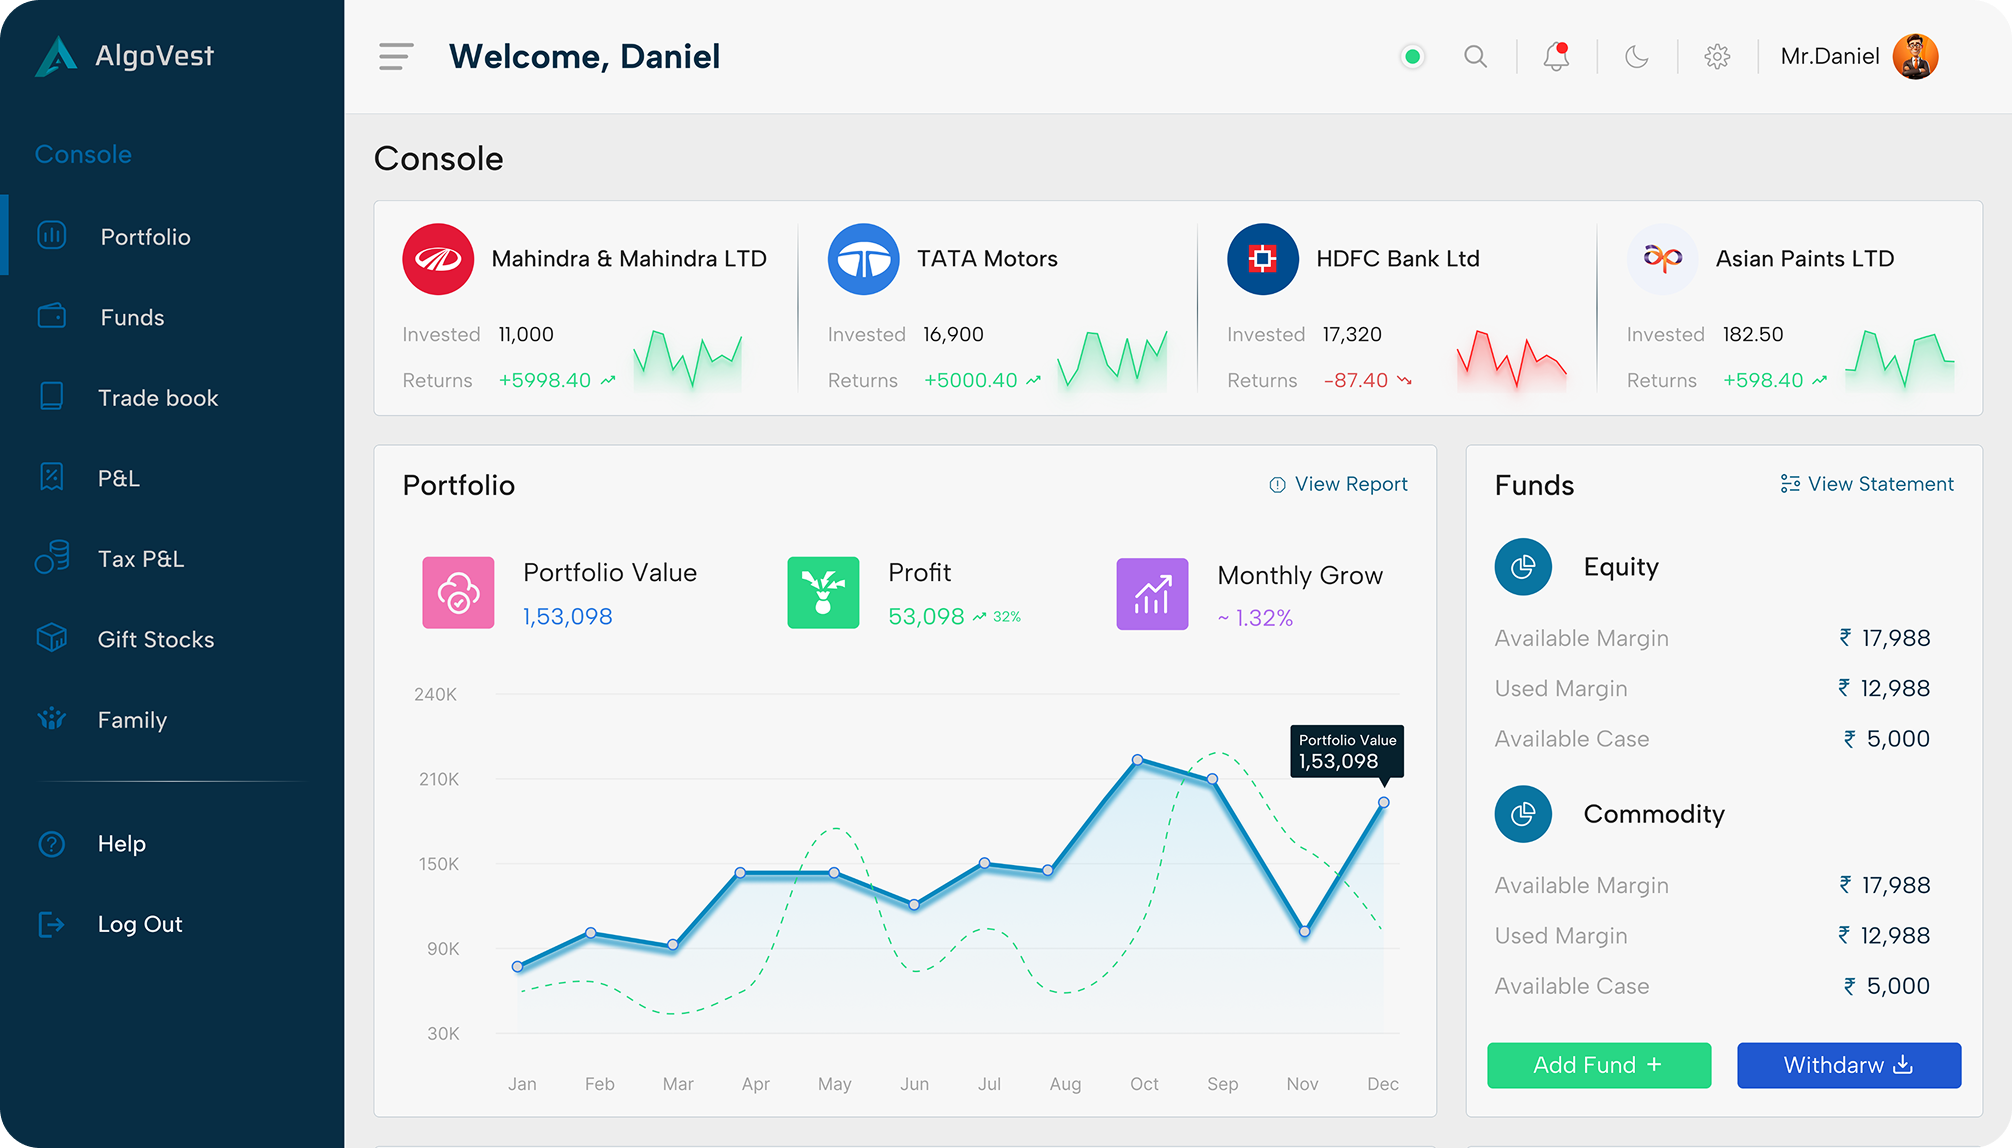 AlgoVest
Console
Portfolio
Funds
Trade book
P&L
Tax P&L
Gift Stocks
Family
Help
Log Out
Welcome, Daniel
Mr.Daniel
Console
Mahindra & Mahindra LTD
Invested 11,000
Returns +5998.40
TATA Motors
Invested 16,900
Returns +5000.40
HDFC Bank Ltd
Invested 17,320
Returns -87.40
ap
Asian Paints LTD
Invested 182.50
Returns +598.40
Portfolio
View Report
Portfolio Value
1,53,098
Profit
53,098 32%
Monthly Grow
~ 1.32%
240K
210K
150K
90K
30K
Portfolio Value
1,53,098
Jan Feb Mar Apr May Jun Jul Aug Oct Sep Nov Dec
Funds
View Statement
Equity
Available Margin ₹ 17,988
Used Margin ₹ 12,988
Available Case ₹ 5,000
Commodity
Available Margin ₹ 17,988
Used Margin ₹ 12,988
Available Case ₹ 5,000
Add Fund +
Withdarw